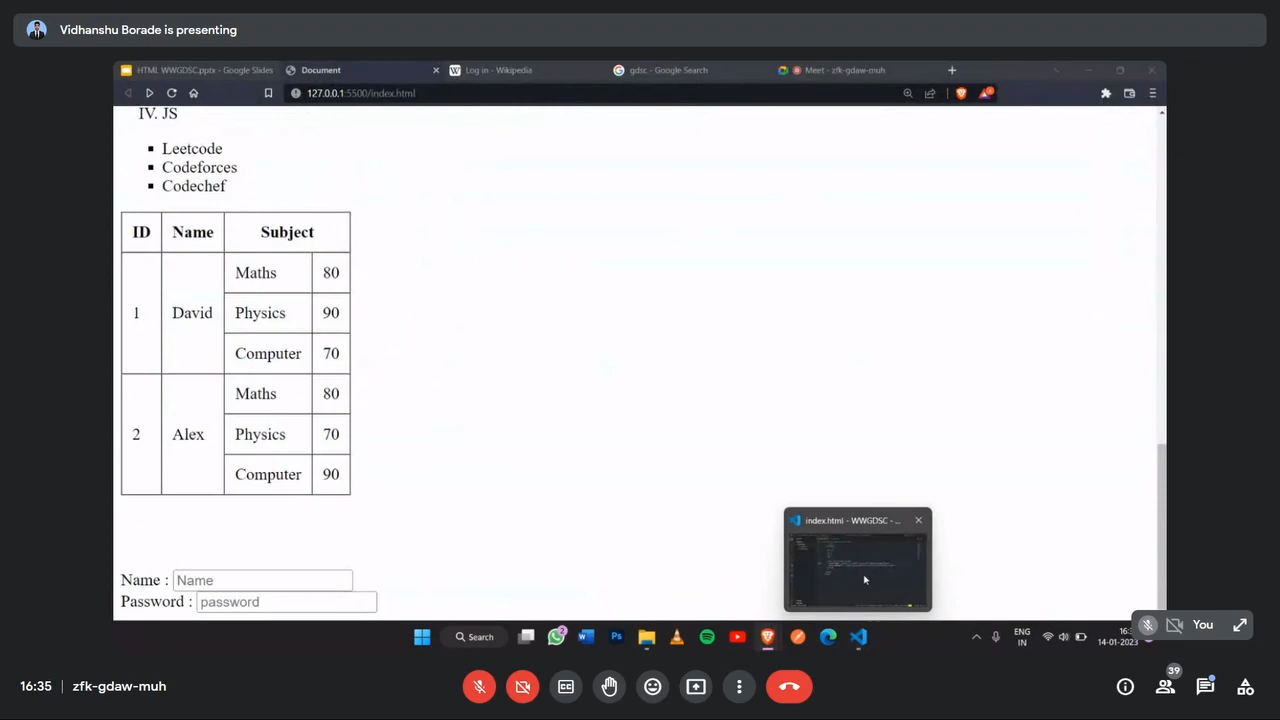 Vidhanshu Borade is presenting
HTML WWGDSC.pptx - Google Slides
Document
Log in - Wikipedia
gdsc - Google Search
Meet - zfk-gdaw-muh
127.0.0.1:5500/index.html
IV. JS
Leetcode
Codeforces
Codechef
ID Name Subject
1 David Maths 80
Physics 90
Computer 70
2 Alex Maths 80
Physics 70
Computer 90
index.html - WWGDSC - ...
Name : Name
Password : password
Search
2
ENG
IN
14-01-2023
You
16:35 | zfk-gdaw-muh
39